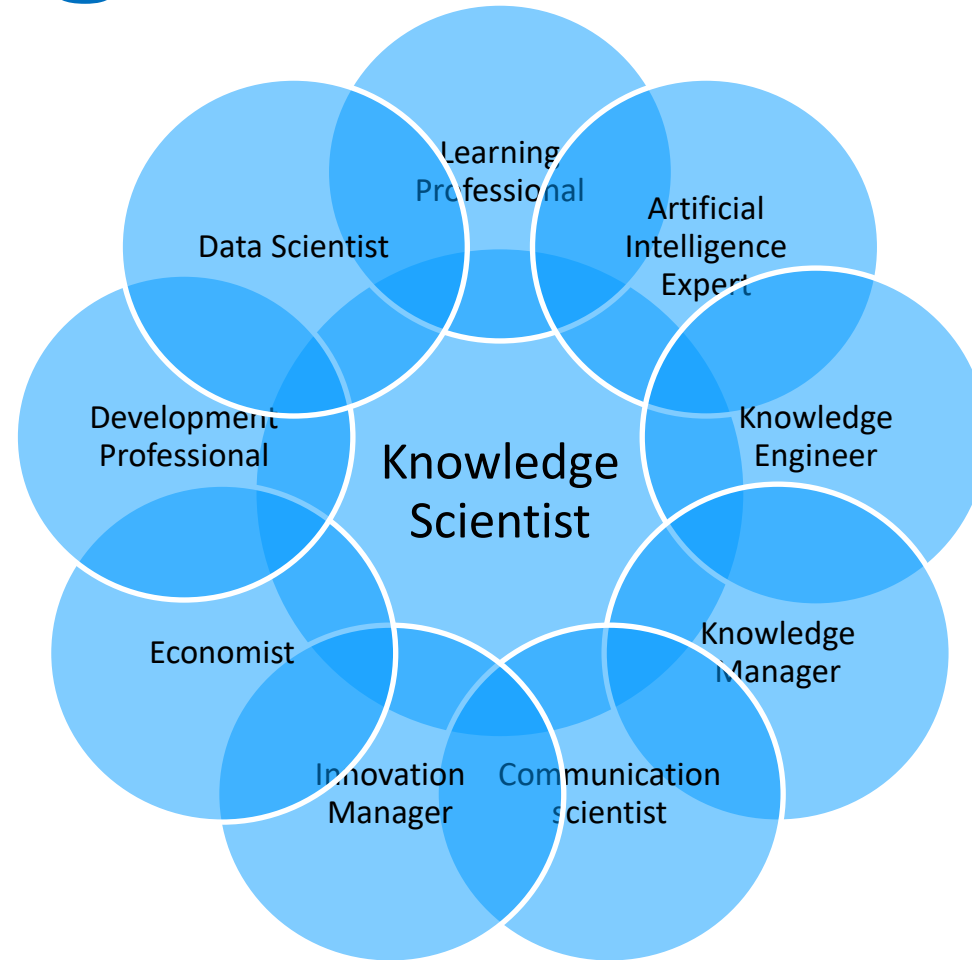 Learning
Professional
Artificial
Intelligence
Expert
Data Scientist
Knowledge
Engineer
Development
Professional
Knowledge
Scientist
Knowledge
Manager
Economist
Innovation
Manager
Communication
scientist